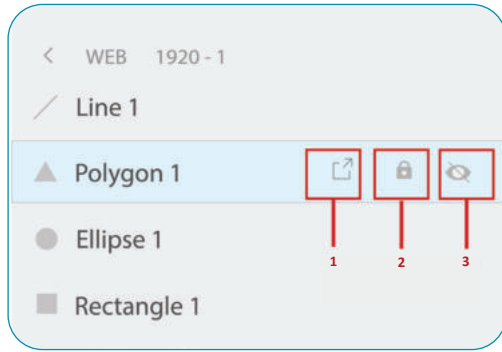 WEB 1920 - 1
Line 1
Polygon 1
1 2 3
Ellipse 1
Rectangle 1